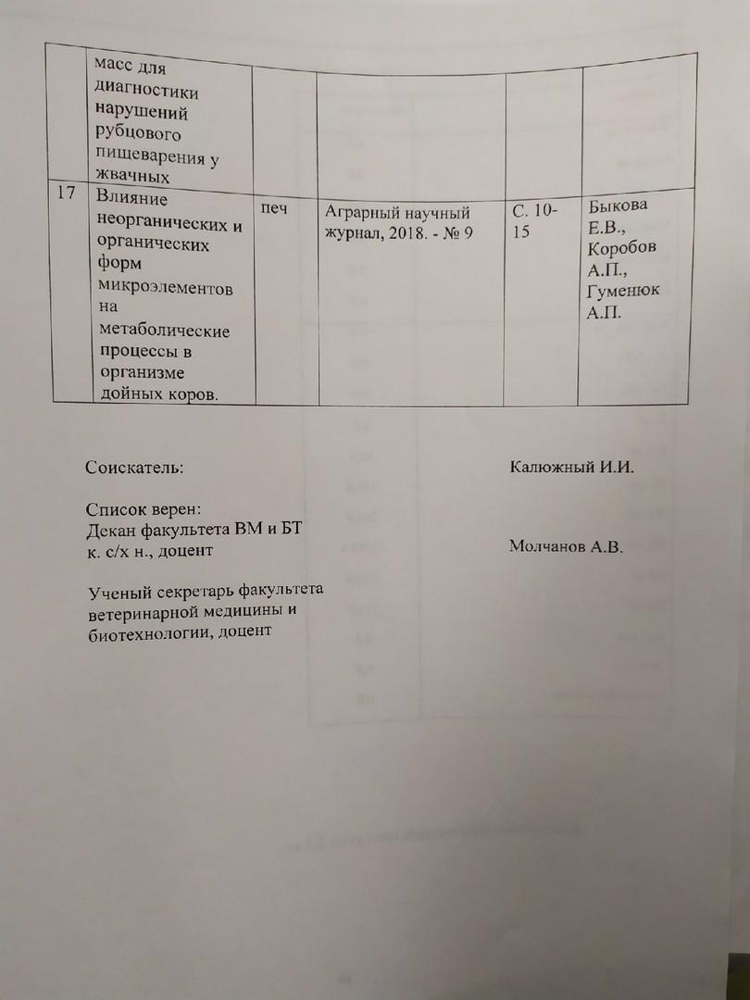 масс для
диагностики
нарушений
рубцового
пищеварения у
жвачных
17
Влияние
неорганических и
органических
форм
микроэлементов
на
метаболические
процессы в
организме
дойных коров.
печ
Аграрный научный
журнал, 2018. - № 9
С. 10-
15
Быкова
Е.В.,
Коробов
А.П.,
Гуменюк
А.П.
Соискатель: Калюжный И.И.
Список верен:
Декан факультета ВМ и БТ
к. с/х н., доцент Молчанов А.В.
Ученый секретарь факультета
ветеринарной медицины и
биотехнологии, доцент